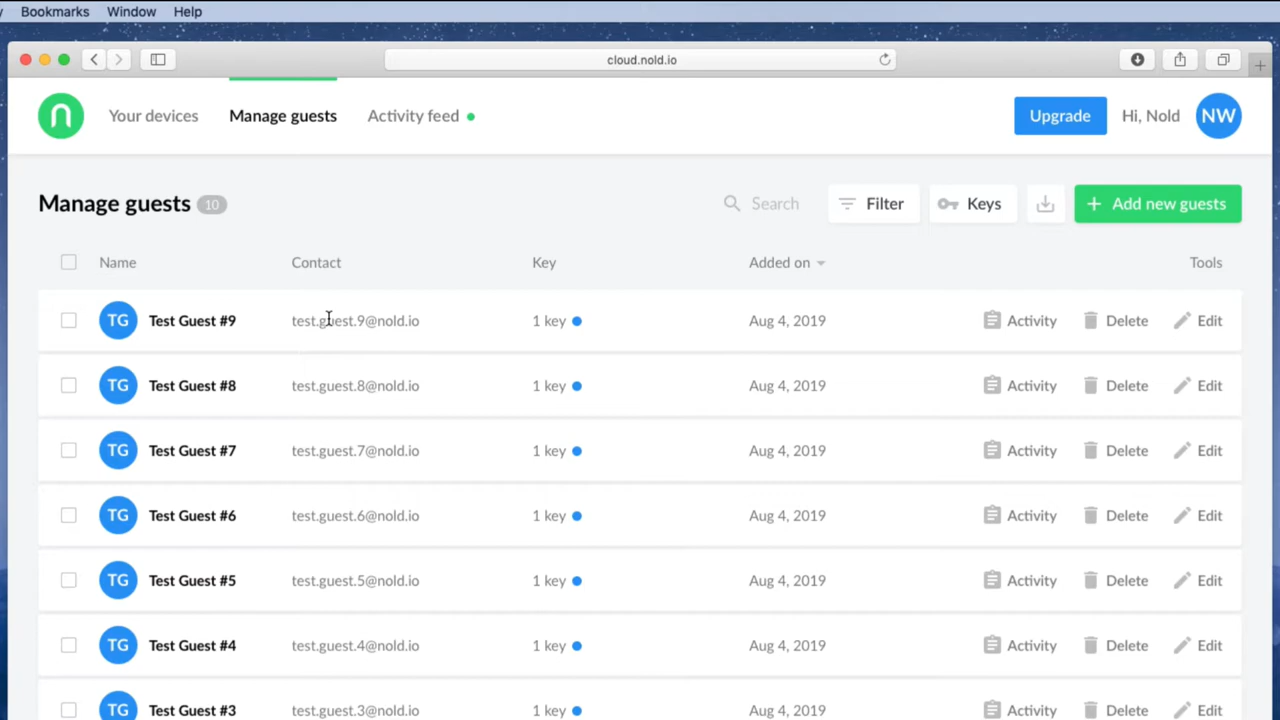 Bookmarks Window Help
cloud.nold.io
n Your devices Manage guests Activity feed Upgrade Hi, Nold NW
Manage guests 10 Search Filter Keys + Add new guests
Name Contact Key Added on Tools
TG Test Guest #9 test.guest.9@nold.io 1 key Aug 4, 2019 Activity Delete Edit
TG Test Guest #8 test.guest.8@nold.io 1 key Aug 4, 2019 Activity Delete Edit
TG Test Guest #7 test.guest.7@nold.io 1 key Aug 4, 2019 Activity Delete Edit
TG Test Guest #6 test.guest.6@nold.io 1 key Aug 4, 2019 Activity Delete Edit
TG Test Guest #5 test.guest.5@nold.io 1 key Aug 4, 2019 Activity Delete Edit
TG Test Guest #4 test.guest.4@nold.io 1 key Aug 4, 2019 Activity Delete Edit
TG Test Guest #3 test.guest.3@nold.io 1 key Aug 4, 2019 Activity Delete Edit